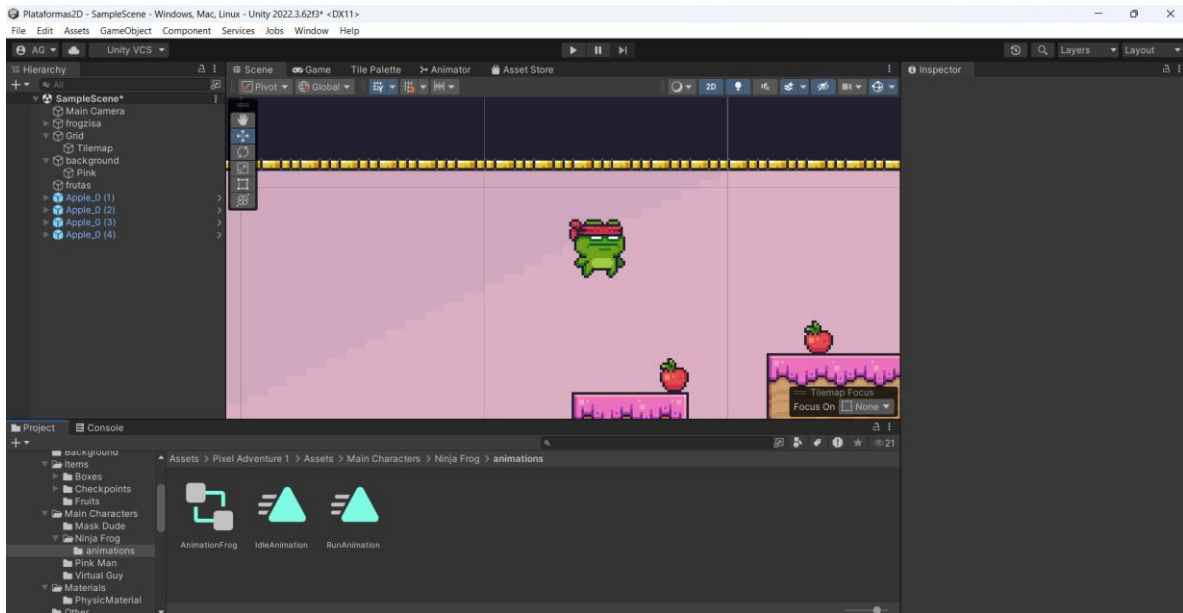 Plataformas2D - SampleScene - Windows, Mac, Linux - Unity 2022.3.62f3* <DX11>
File Edit Assets GameObject Component Services Jobs Window Help
AG Unity VCS Layers Layout
Hierarchy Scene Game Tile Palette Animator Asset Store Inspector
All Pivot Global 2D
SampleScene*
Main Camera
frogzisa
Grid
Tilemap
background
Pink
frutas
Apple_0 (1)
Apple_0 (2)
Apple_0 (3)
Apple_0 (4)
Tilemap Focus
Focus On None
Project Console
21
Background
Assets > Pixel Adventure 1 > Assets > Main Characters > Ninja Frog > animations
Items
Boxes
Checkpoints
Fruits
Main Characters
Mask Dude
Ninja Frog
animations
Pink Man
Virtual Guy
Materials
PhysicMaterial
Other
AnimationFrog IdleAnimation RunAnimation